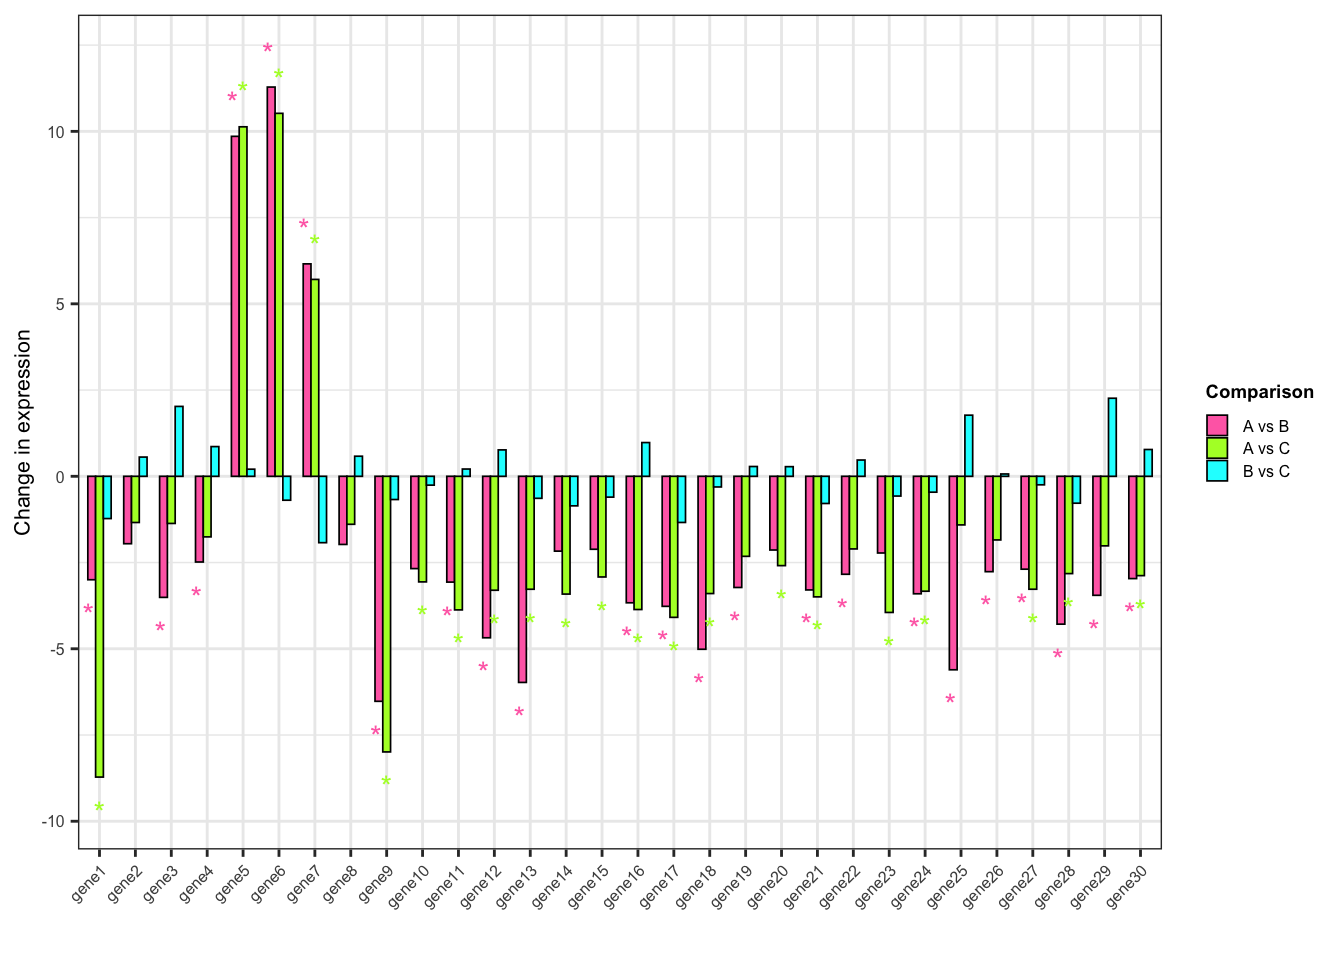 Change in expression
10
5
0
-5
-10
gene1
gene2
gene3
gene4
gene5
gene6
gene7
gene8
gene9
gene10
gene11
gene12
gene13
gene14
gene15
gene16
gene17
gene18
gene19
gene20
gene21
gene22
gene23
gene24
gene25
gene26
gene27
gene28
gene29
gene30
Comparison
A vs B
A vs C
B vs C